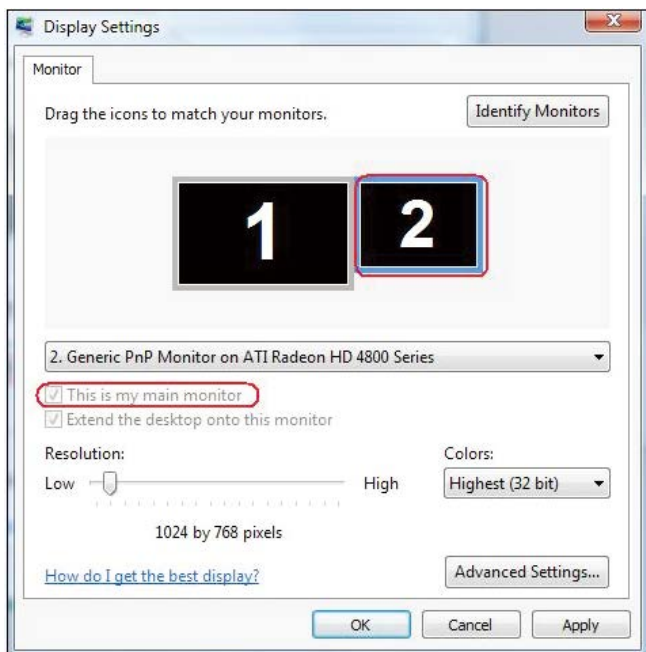 Display Settings
Monitor
Drag the icons to match your monitors.
Identify Monitors
1
2
2. Generic PnP Monitor on ATI Radeon HD 4800 Series
This is my main monitor
Extend the desktop onto this monitor
Resolution:
Colors:
Low
High
Highest (32 bit)
1024 by 768 pixels
How do I get the best display?
Advanced Settings...
OK
Cancel
Apply